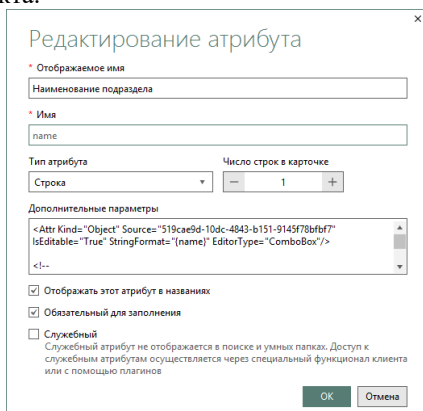 кта.
Редактирование атрибута
* Отображаемое имя
Наименование подраздела
* Имя
name
Тип атрибута Число строк в карточке
Строка 1
Дополнительные параметры
<Attr Kind="Object" Source="519cae9d-10dc-4843-b151-9145f78bfbf7"
IsEditable="True" StringFormat="{name}" EditorType="ComboBox"/>
<!--
Отображать этот атрибут в названиях
Обязательный для заполнения
Служебный
Служебный атрибут не отображается в поиске и умных папках. Доступ к
служебным атрибутам осуществляется через специальный функционал клиента
или с помощью плагинов
ОК Отмена